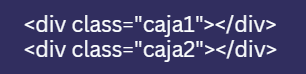 <div class="caja1"></div>
<div class="caja2"></div>